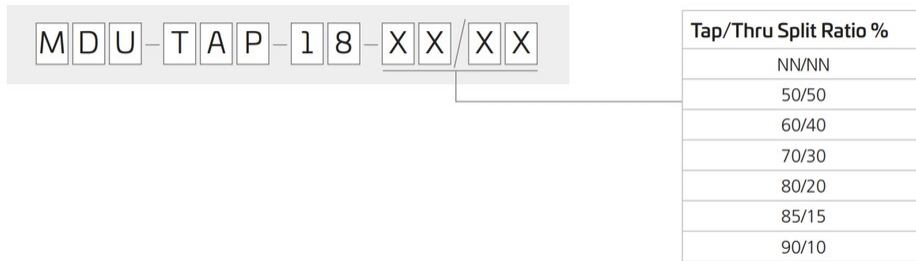 MDU-TAP-18-XX/XX
Tap/Thru Split Ratio %
NN/NN
50/50
60/40
70/30
80/20
85/15
90/10